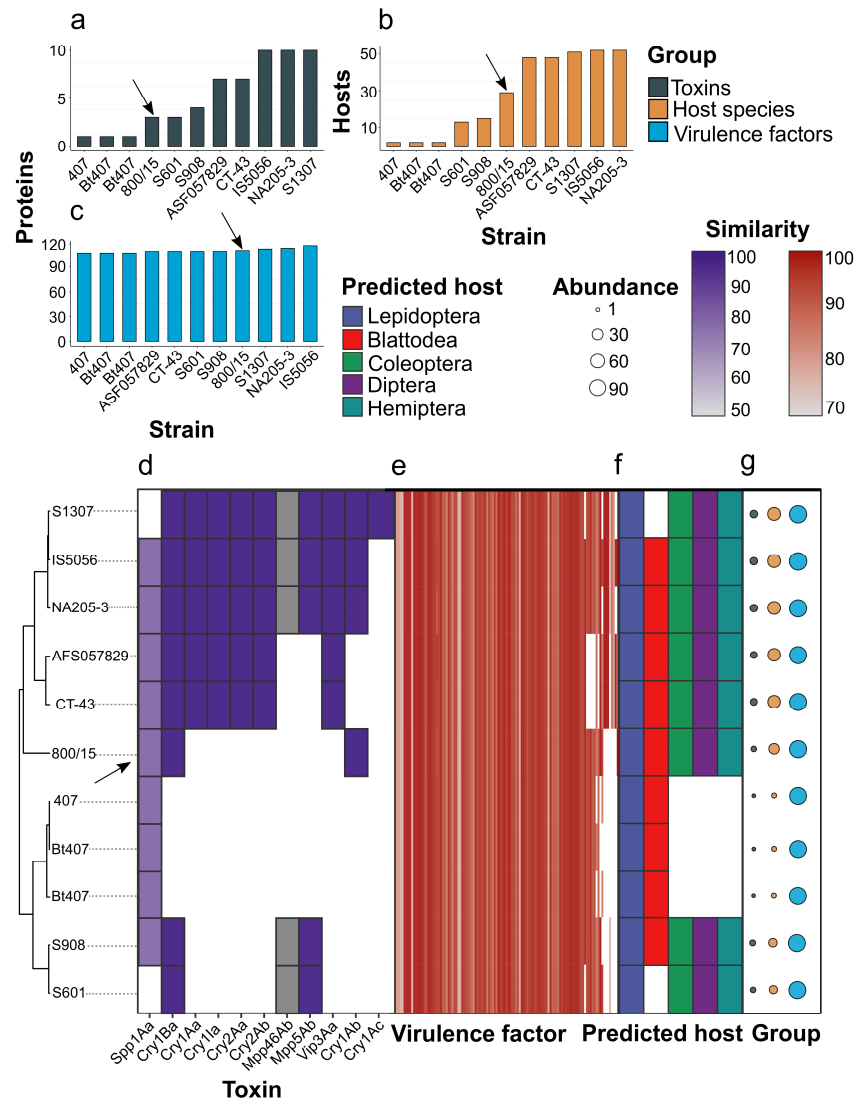 a
b
Group
Toxins
Host species
Virulence factors
Proteins
10
5
0
407
Bt407
Bt407
800/15
S601
S908
ASF057829
CT-43
IS5056
NA205-3
S1307
Hosts
50
30
10
407
Bt407
Bt407
S601
S908
800/15
ASF057829
CT-43
S1307
IS5056
NA205-3
Strain
c
120
90
60
30
0
407
Bt407
Bt407
ASF057829
CT-43
S601
S908
800/15
S1307
NA205-3
IS5056
Strain
Predicted host
Lepidoptera
Blattodea
Coleoptera
Diptera
Hemiptera
Abundance
1
30
60
90
Similarity
100
90
80
70
60
50
100
90
80
70
d
e
f
g
S1307
IS5056
NA205-3
AFS057829
CT-43
800/15
407
Bt407
Bt407
S908
S601
Spp1Aa
Cry1Ba
Cry1Aa
Cry1Ia
Cry2Aa
Cry2Ab
Mpp46Ab
Mpp5Ab
Vip3Aa
Cry1Ab
Cry1Ac
Toxin
Virulence factor
Predicted host
Group